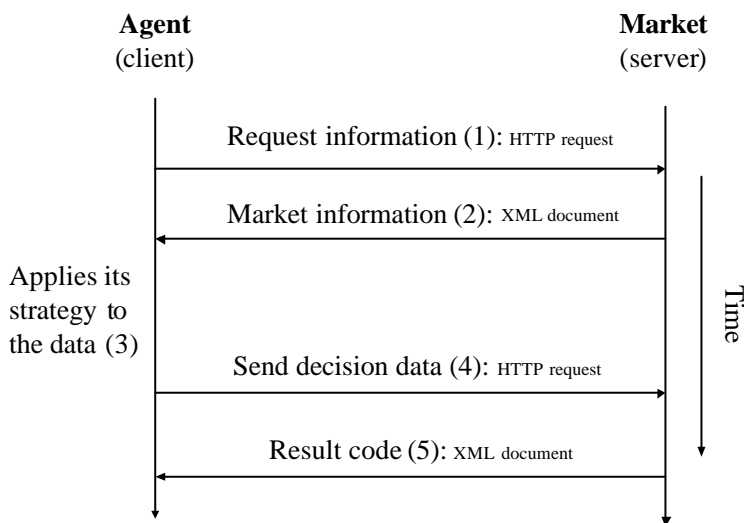 Agent
(client)
Market
(server)
Request information (1): HTTP request
Market information (2): XML document
Applies its
strategy to
the data (3)
Time
Send decision data (4): HTTP request
Result code (5): XML document